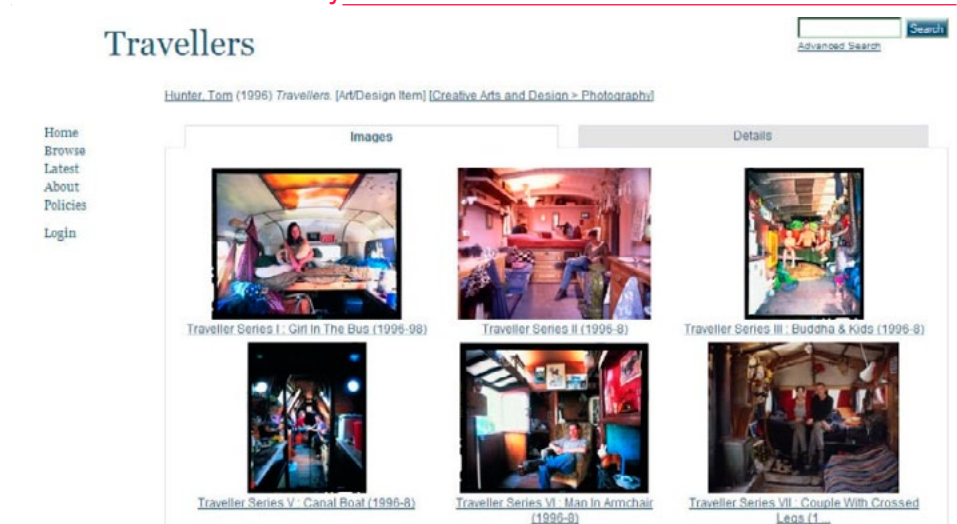 y
Travellers
Search
Advanced Search
Hunter, Tom (1996) Travellers. [Art/Design Item] [Creative Arts and Design > Photography]
Home
Browse
Latest
About
Policies
Login
Images
Details
Traveller Series I : Girl In The Bus (1996-98)
Traveller Series II (1996-8)
Traveller Series III : Buddha & Kids (1996-8)
Traveller Series V : Canal Boat (1996-8)
Traveller Series VI : Man In Armchair
(1996-8)
Traveller Series VII : Couple With Crossed
Legs (1...